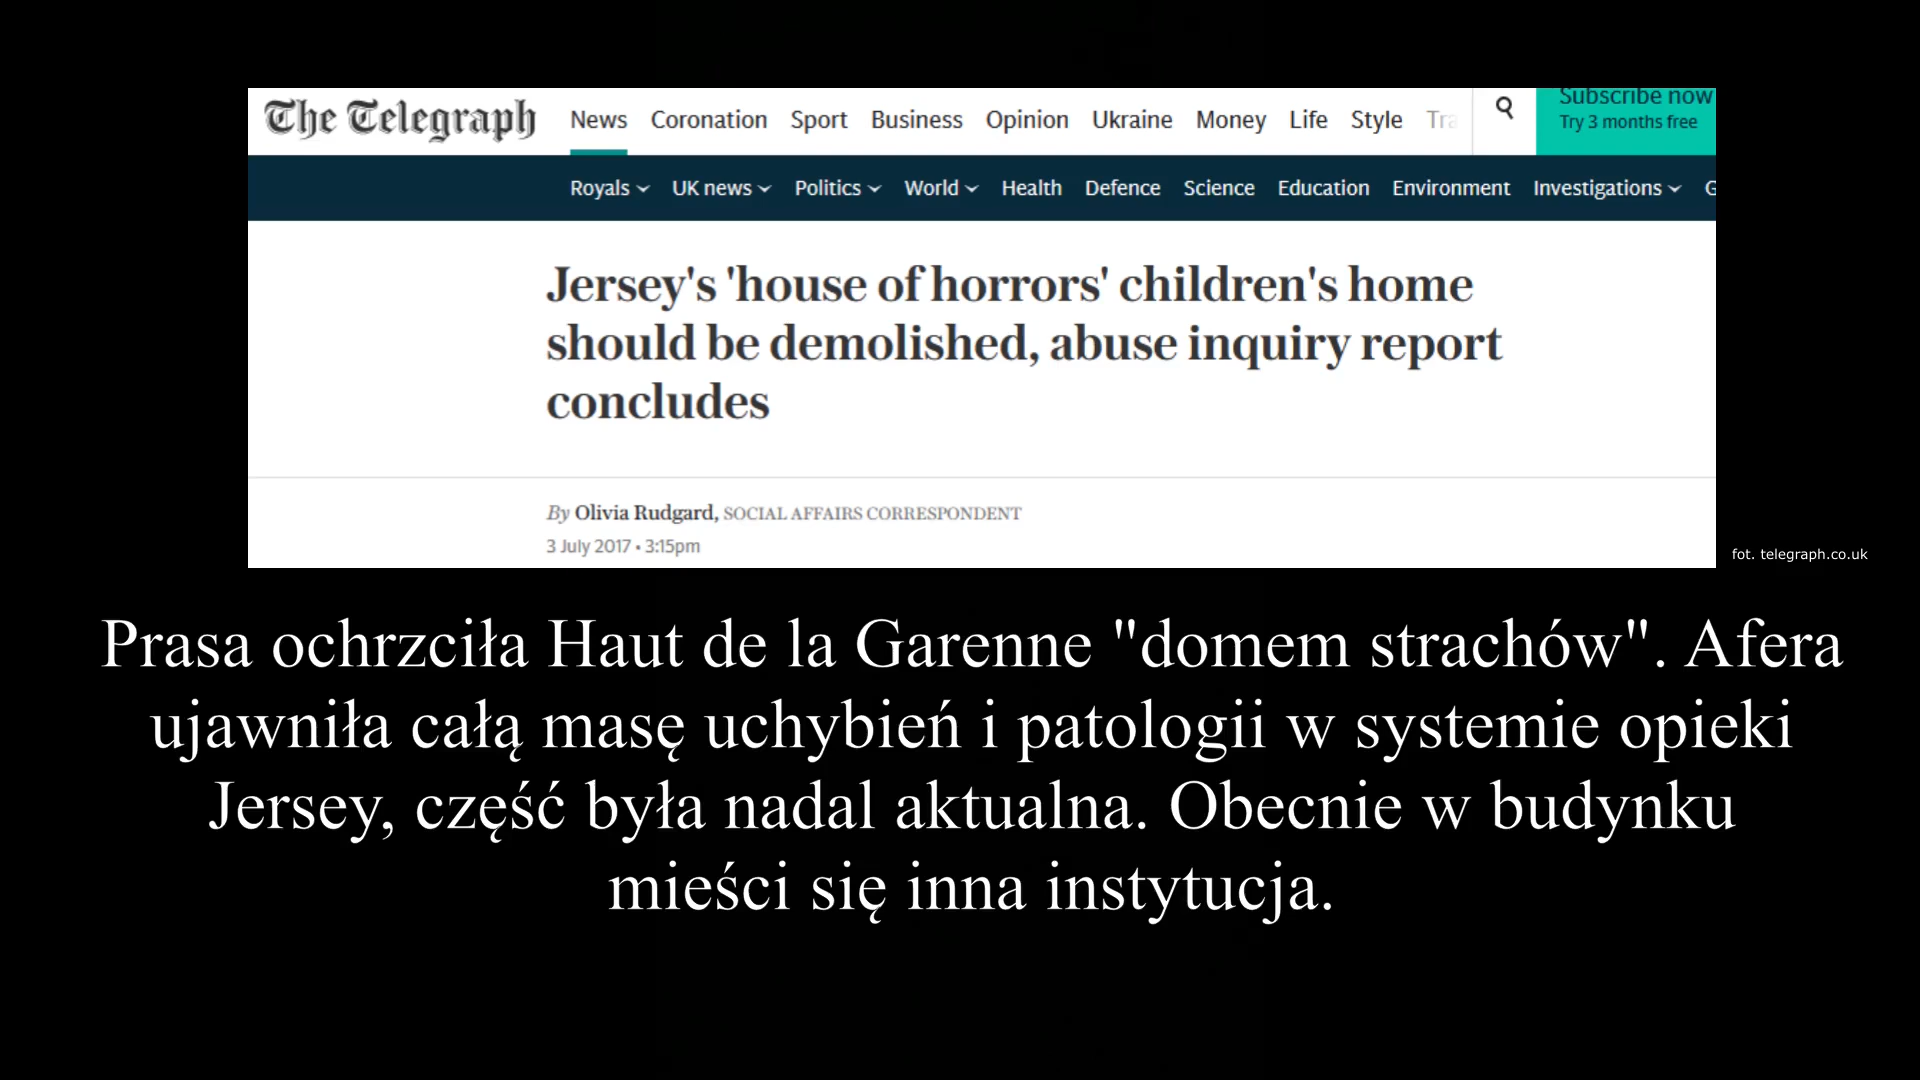 The Telegraph
News Coronation Sport Business Opinion Ukraine Money Life Style Tra
Subscribe now
Try 3 months free
Royals UK news Politics World Health Defence Science Education Environment Investigations G
Jersey's 'house of horrors' children's home
should be demolished, abuse inquiry report
concludes
By Olivia Rudgard, SOCIAL AFFAIRS CORRESPONDENT
3 July 2017 • 3:15pm
fot. telegraph.co.uk
Prasa ochrzciła Haut de la Garenne "domem strachów". Afera
ujawniła całą masę uchybień i patologii w systemie opieki
Jersey, część była nadal aktualna. Obecnie w budynku
mieści się inna instytucja.